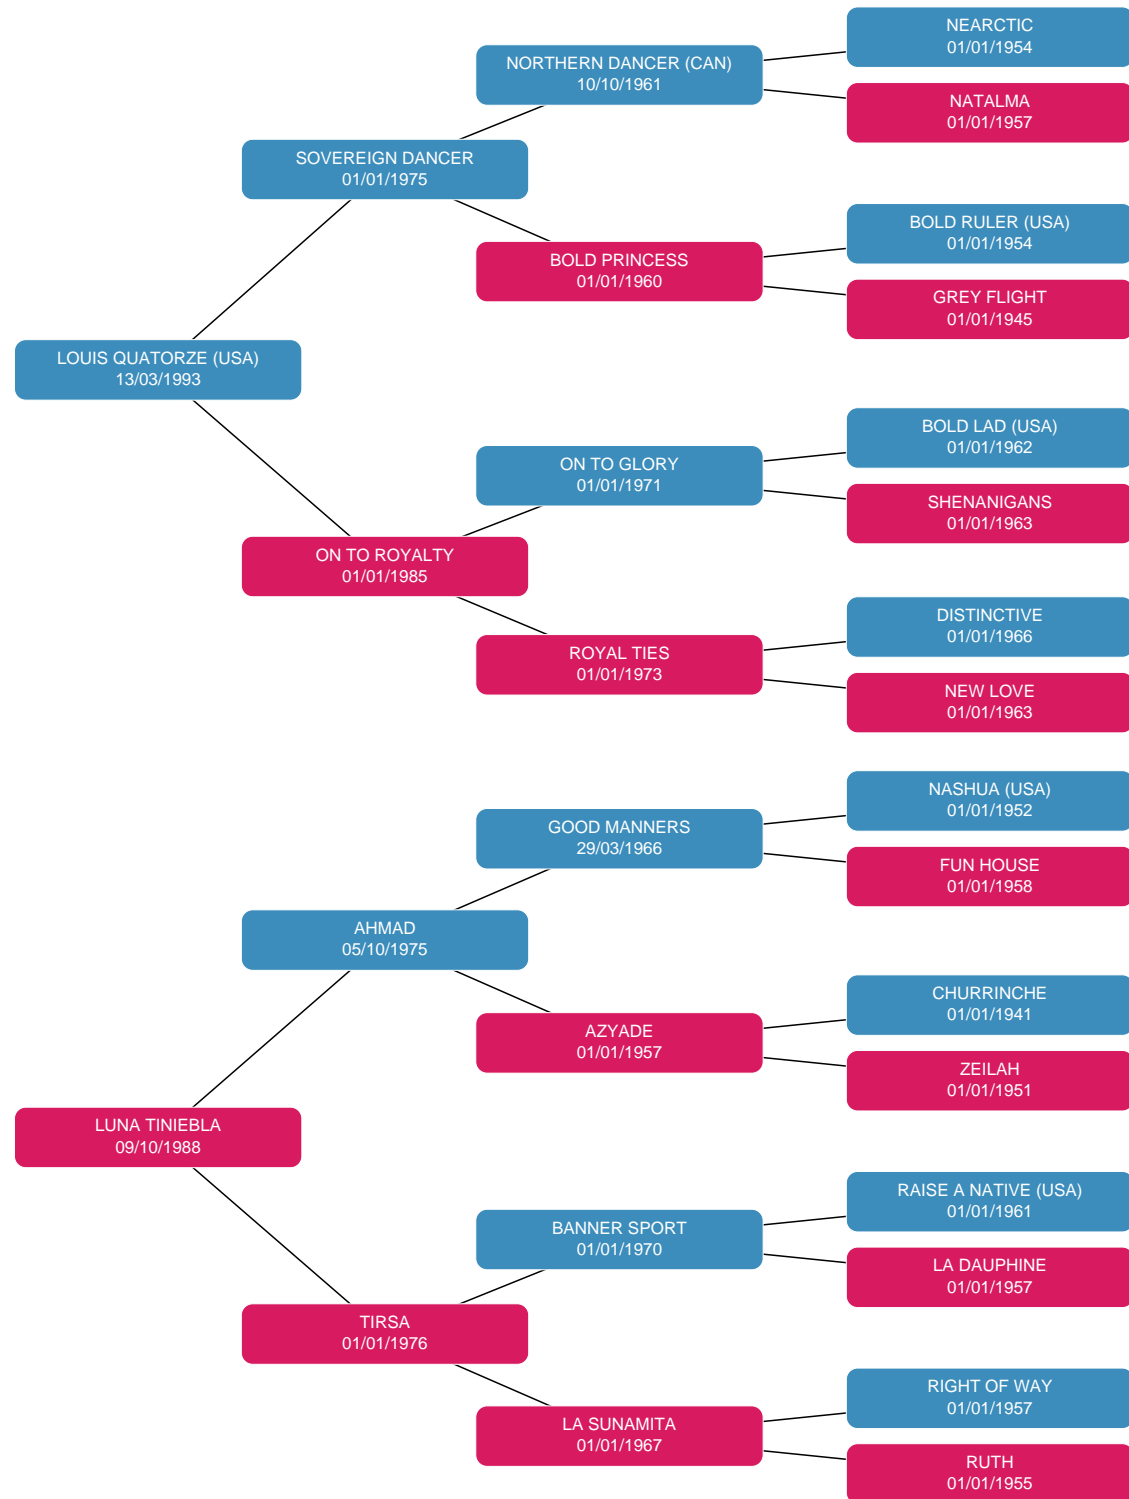 NEARCTIC
01/01/1954
NORTHERN DANCER (CAN)
10/10/1961
NATALMA
01/01/1957
SOVEREIGN DANCER
01/01/1975
BOLD RULER (USA)
01/01/1954
BOLD PRINCESS
01/01/1960
GREY FLIGHT
01/01/1945
LOUIS QUATORZE (USA)
13/03/1993
BOLD LAD (USA)
01/01/1962
ON TO GLORY
01/01/1971
SHENANIGANS
01/01/1963
ON TO ROYALTY
01/01/1985
DISTINCTIVE
01/01/1966
ROYAL TIES
01/01/1973
NEW LOVE
01/01/1963
NASHUA (USA)
01/01/1952
GOOD MANNERS
29/03/1966
FUN HOUSE
01/01/1958
AHMAD
05/10/1975
CHURRINCHE
01/01/1941
AZYADE
01/01/1957
ZEILAH
01/01/1951
LUNA TINIEBLA
09/10/1988
RAISE A NATIVE (USA)
01/01/1961
BANNER SPORT
01/01/1970
LA DAUPHINE
01/01/1957
TIRSA
01/01/1976
RIGHT OF WAY
01/01/1957
LA SUNAMITA
01/01/1967
RUTH
01/01/1955